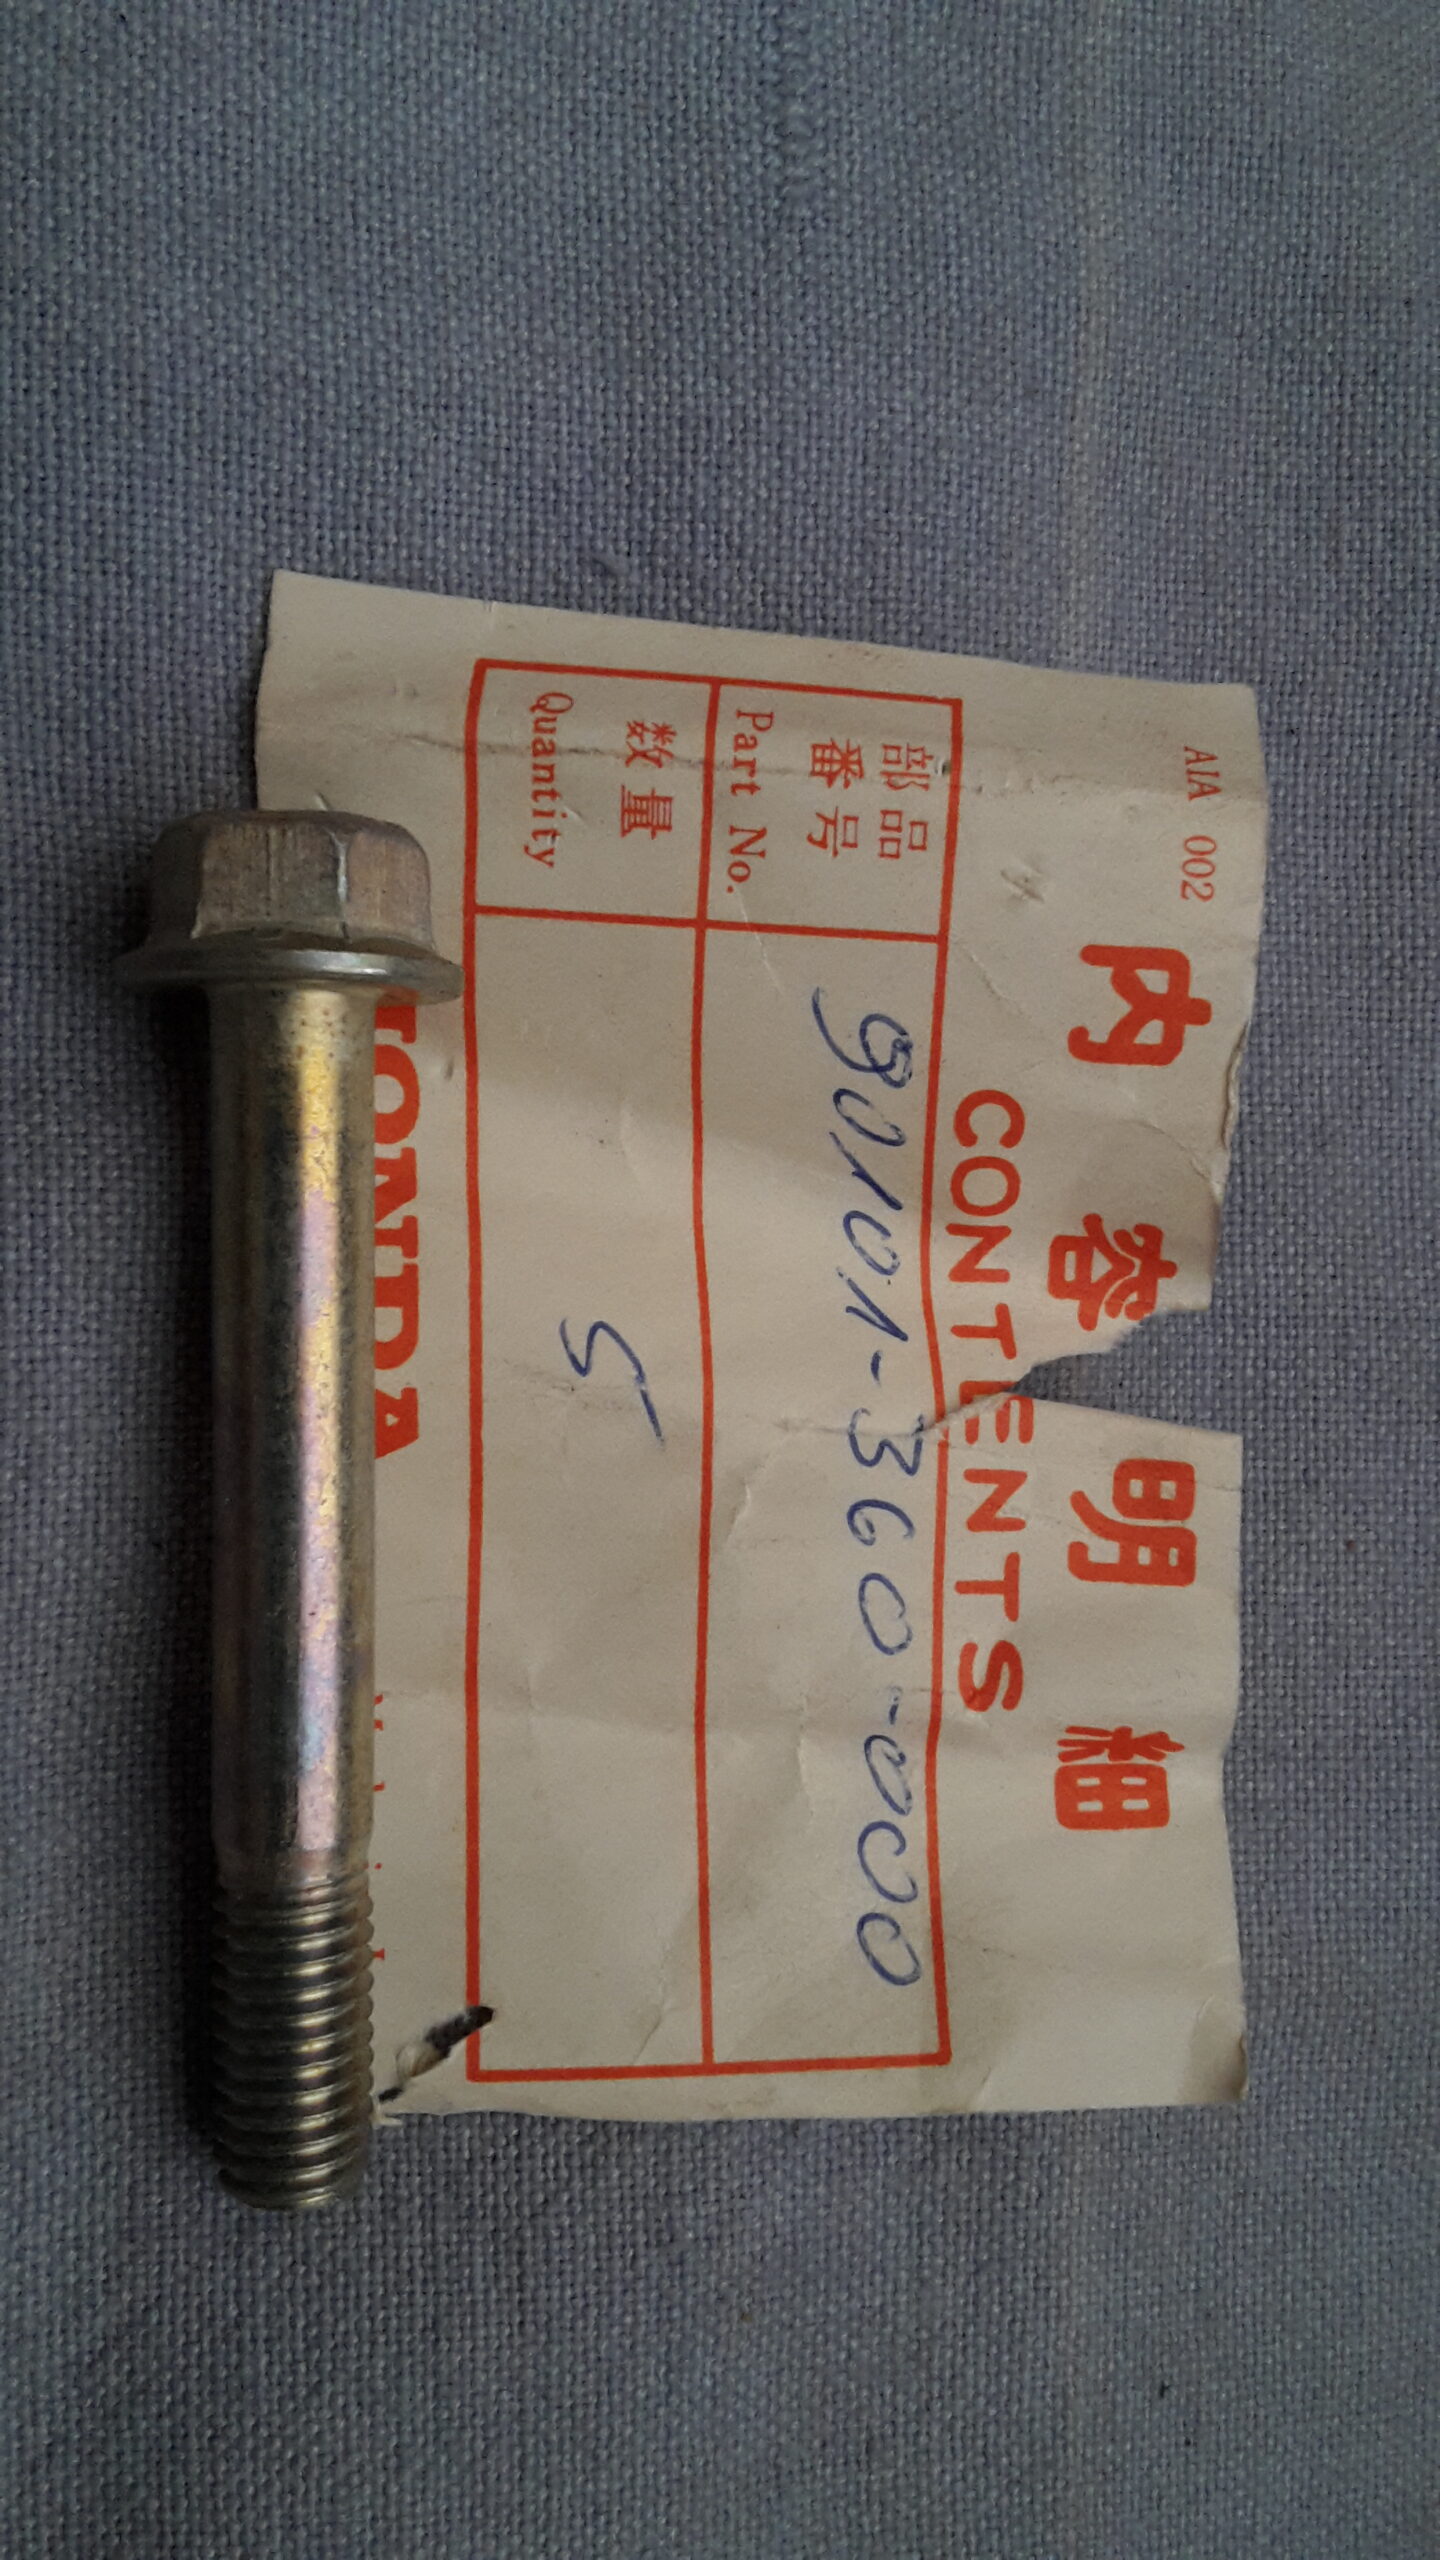 AIA 002
内容明細
CONTENTS
部品
番号
Part No.
90101-360-000
数量
Quantity
5
HONDA